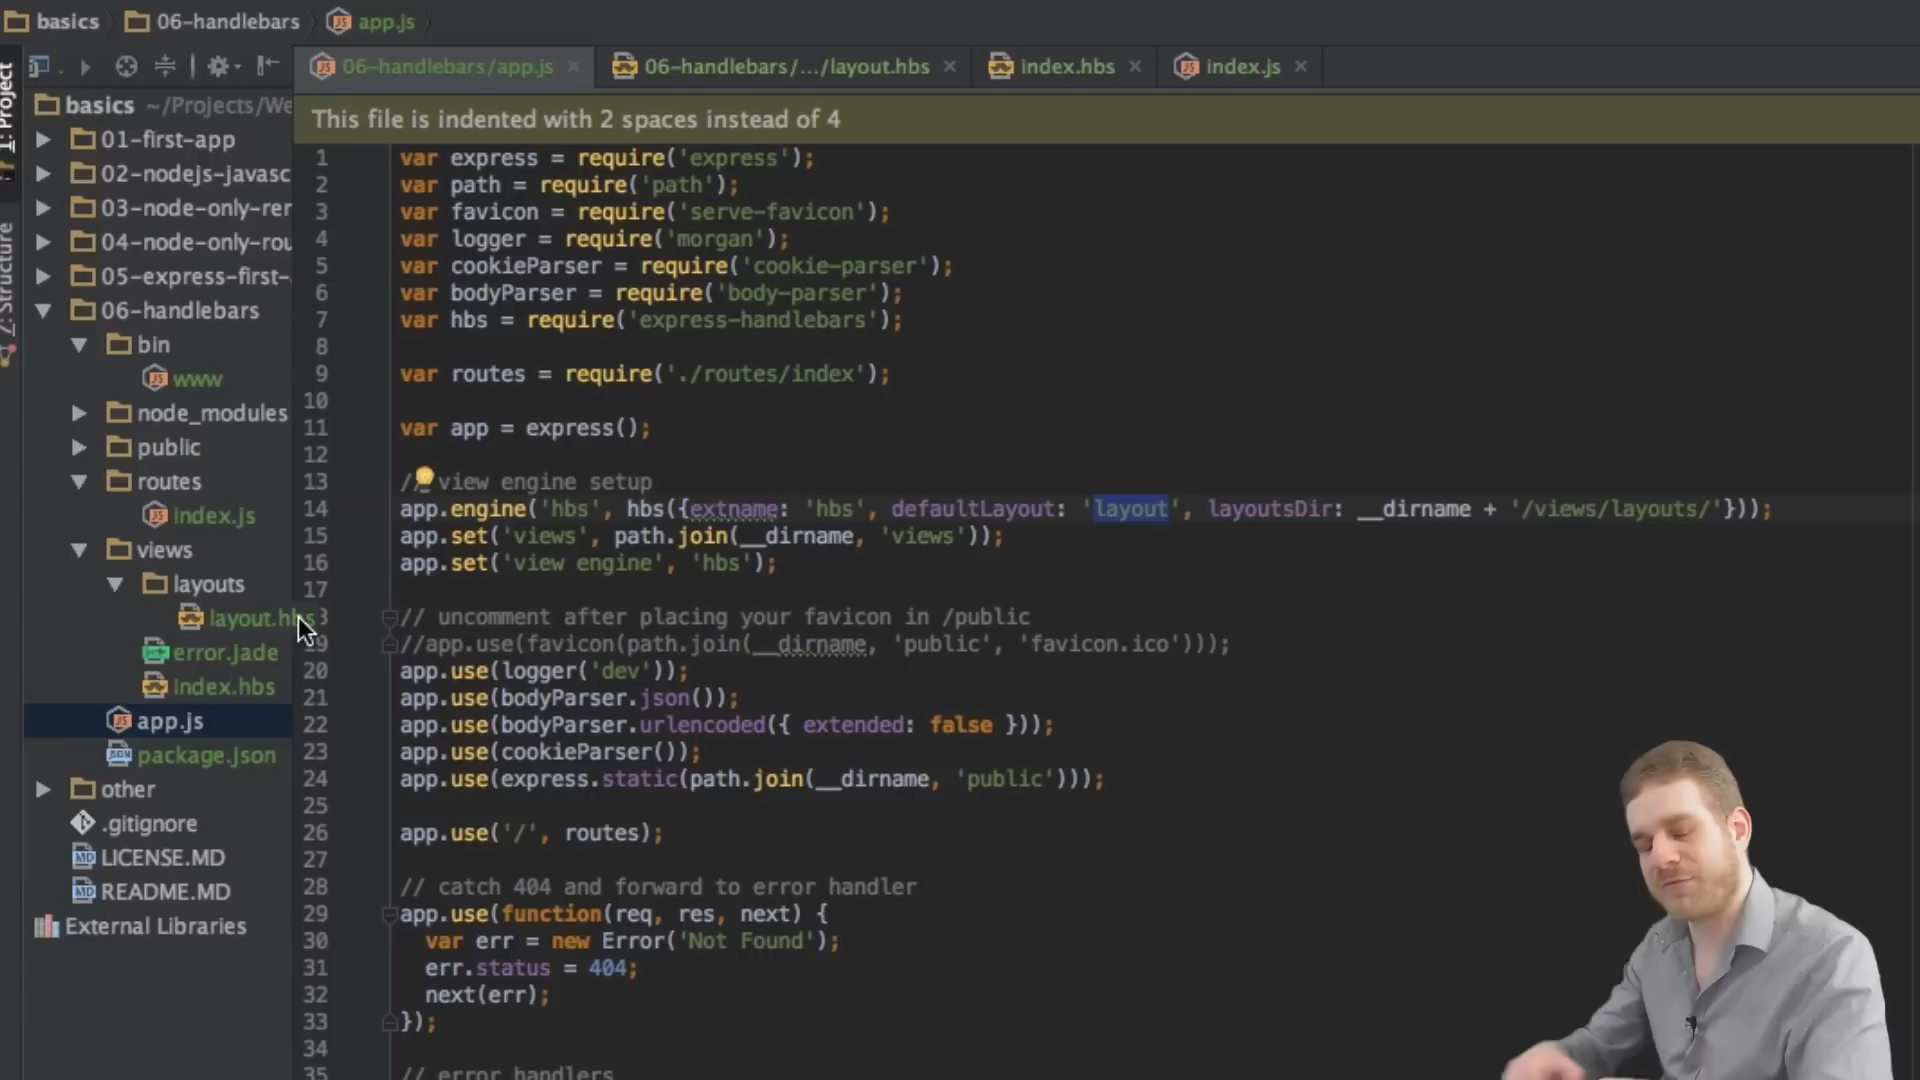 basics 06-handlebars app.js
06-handlebars/app.js 06-handlebars/.../layout.hbs index.hbs index.js
1: Project
Z: Structure
basics ~/Projects/We
01-first-app
02-nodejs-javasc
03-node-only-rer
04-node-only-rou
05-express-first-
06-handlebars
bin
www
node_modules
public
routes
index.js
views
layouts
layout.hbs
error.jade
index.hbs
app.js
package.json
other
.gitignore
LICENSE.MD
README.MD
External Libraries
This file is indented with 2 spaces instead of 4
1 var express = require('express');
2 var path = require('path');
3 var favicon = require('serve-favicon');
4 var logger = require('morgan');
5 var cookieParser = require('cookie-parser');
6 var bodyParser = require('body-parser');
7 var hbs = require('express-handlebars');
8
9 var routes = require('./routes/index');
10
11 var app = express();
12
13 // view engine setup
14 app.engine('hbs', hbs({extname: 'hbs', defaultLayout: 'layout', layoutsDir: __dirname + '/views/layouts/'}));
15 app.set('views', path.join(__dirname, 'views'));
16 app.set('view engine', 'hbs');
17
8 // uncomment after placing your favicon in /public
19 //app.use(favicon(path.join(__dirname, 'public', 'favicon.ico')));
20 app.use(logger('dev'));
21 app.use(bodyParser.json());
22 app.use(bodyParser.urlencoded({ extended: false }));
23 app.use(cookieParser());
24 app.use(express.static(path.join(__dirname, 'public')));
25
26 app.use('/', routes);
27
28 // catch 404 and forward to error handler
29 app.use(function(req, res, next) {
30 var err = new Error('Not Found');
31 err.status = 404;
32 next(err);
33 });
34
35 // error handlers